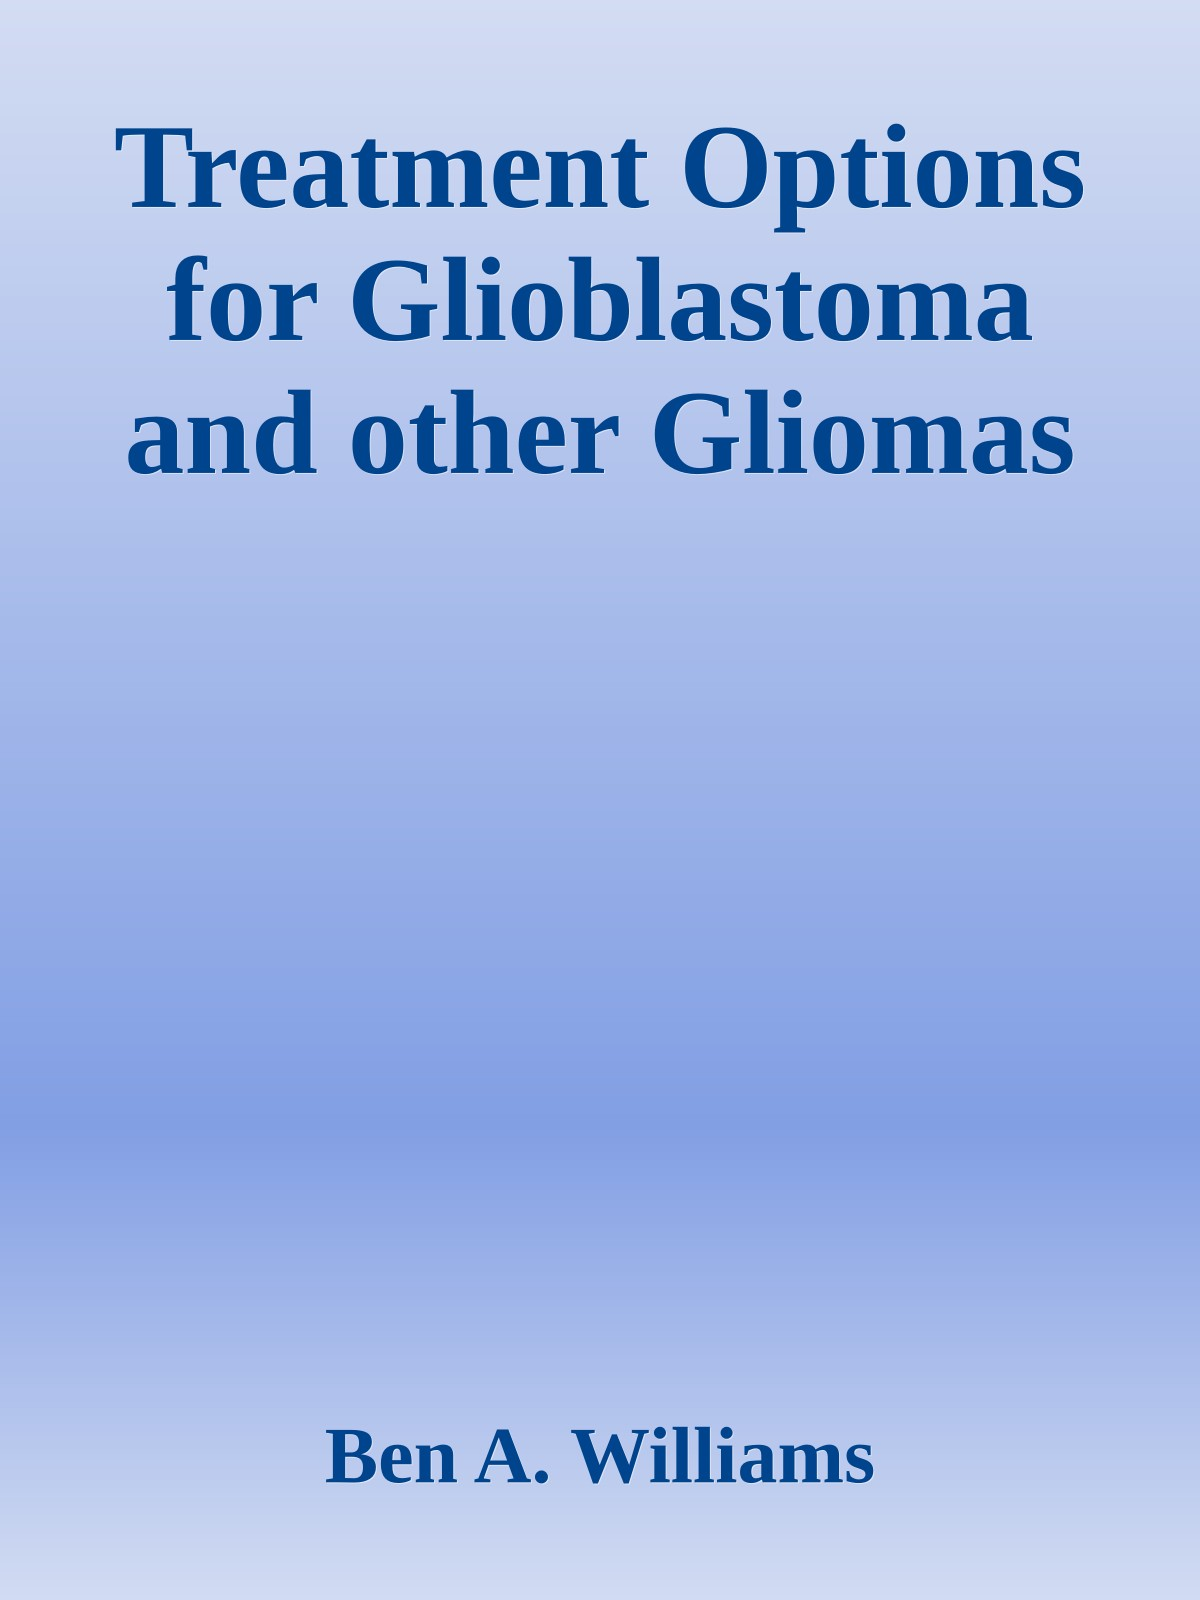 Treatment Options
for Glioblastoma
and other Gliomas
Ben A. Williams